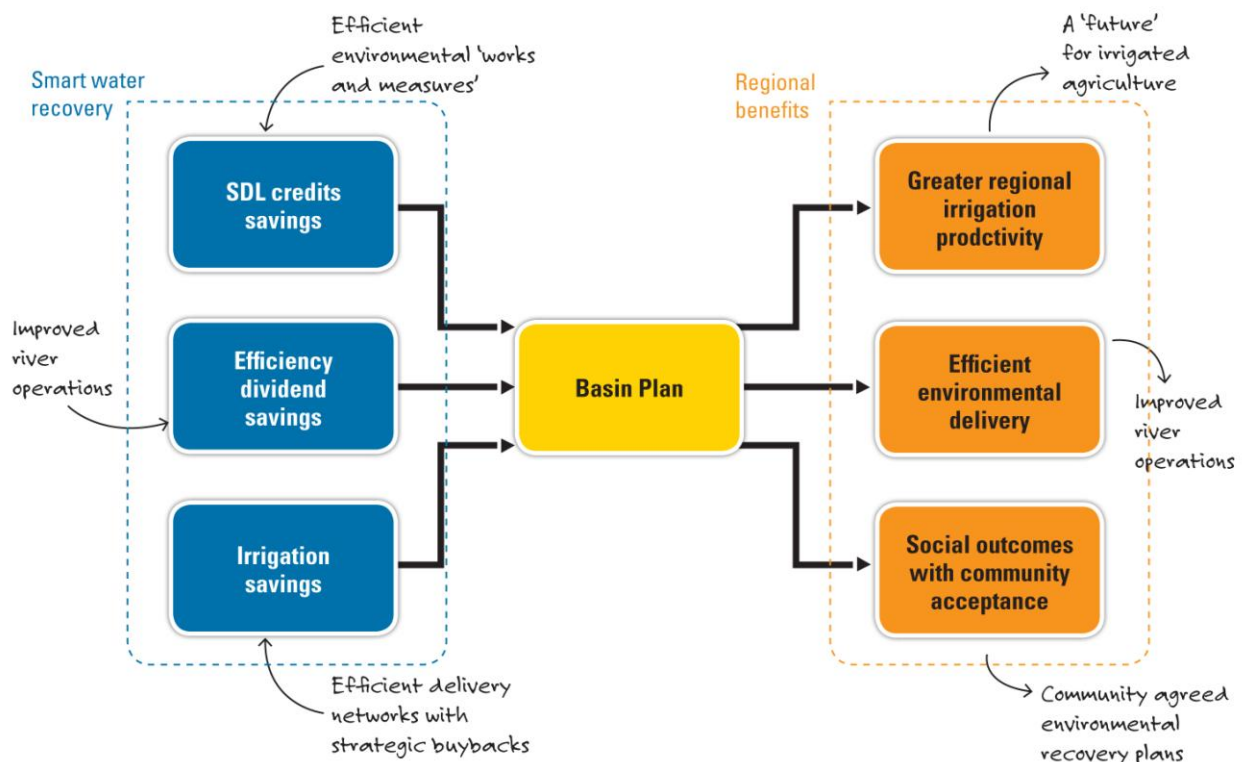 Efficient
environmental 'works
and measures'
Smart water
recovery
SDL credits
savings
Improved
river
operations
Efficiency
dividend
savings
Irrigation
savings
Efficient delivery
networks with
strategic buybacks
Basin Plan
A 'future'
for irrigated
agriculture
Regional
benefits
Greater regional
irrigation
prodctivity
Efficient
environmental
delivery
Improved
river
operations
Social outcomes
with community
acceptance
Community agreed
environmental
recovery plans